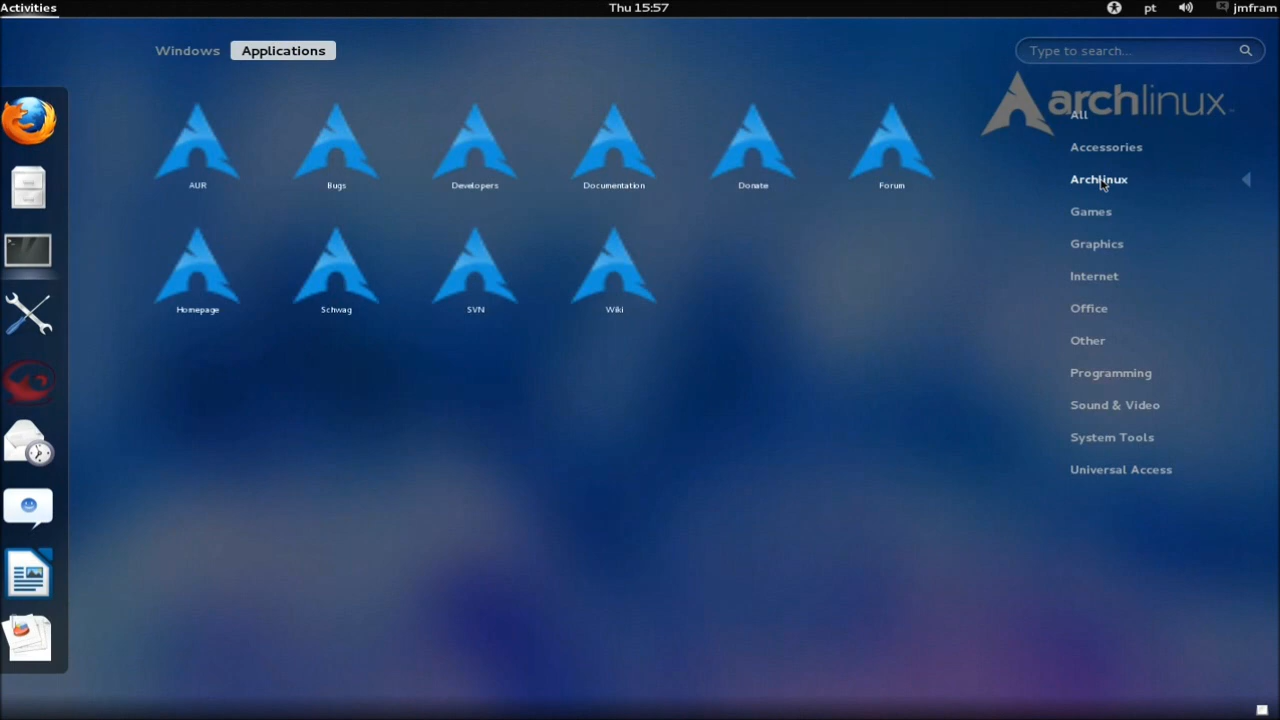 Activities
Thu 15:57
pt
jmfram
Windows
Applications
Type to search...
archlinux
All
Accessories
Archlinux
Games
Graphics
Internet
Office
Other
Programming
Sound & Video
System Tools
Universal Access
AUR
Bugs
Developers
Documentation
Donate
Forum
Homepage
Schwag
SVN
Wiki